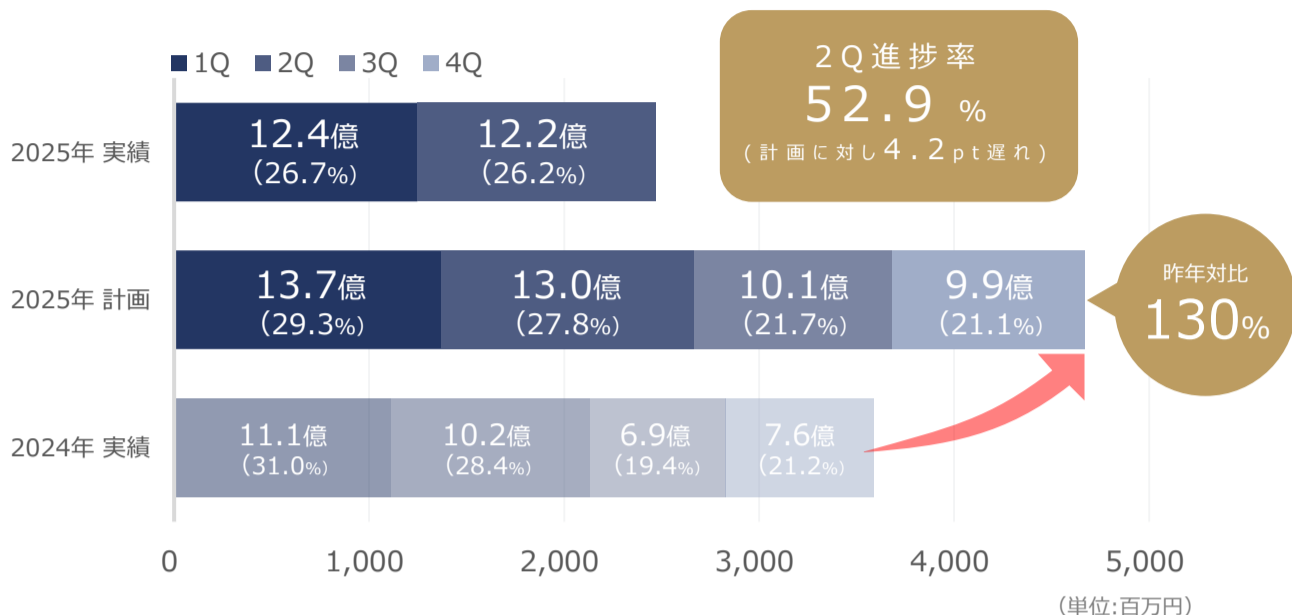 1Q 2Q 3Q 4Q
2Q進捗率
52.9 %
(計画に対し4.2pt遅れ)
2025年 実績
12.4億
(26.7%)
12.2億
(26.2%)
2025年 計画
13.7億
(29.3%)
13.0億
(27.8%)
10.1億
(21.7%)
9.9億
(21.1%)
昨年対比
130%
2024年 実績
11.1億
(31.0%)
10.2億
(28.4%)
6.9億
(19.4%)
7.6億
(21.2%)
0 1,000 2,000 3,000 4,000 5,000
(単位:百万円)